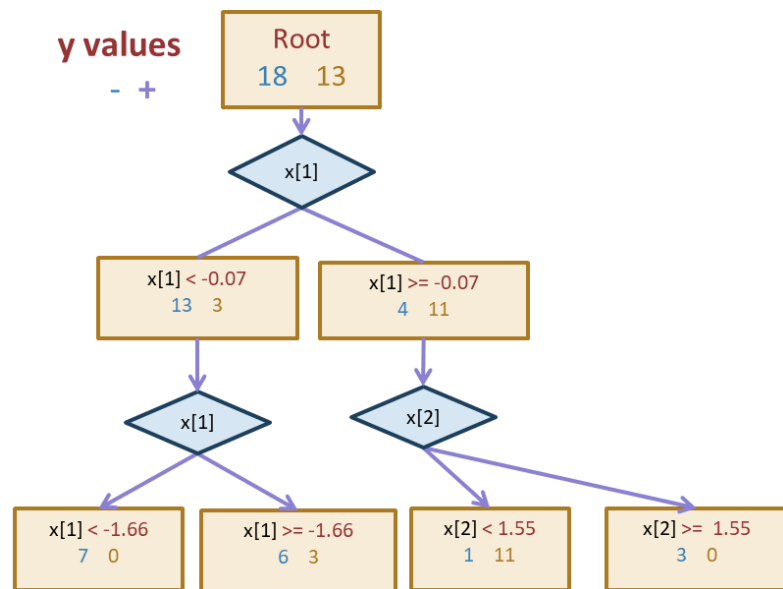 y values
- +
Root
18 13
x[1]
x[1] < -0.07
13 3
x[1] >= -0.07
4 11
x[1]
x[2]
x[1] < -1.66
7 0
x[1] >= -1.66
6 3
x[2] < 1.55
1 11
x[2] >= 1.55
3 0